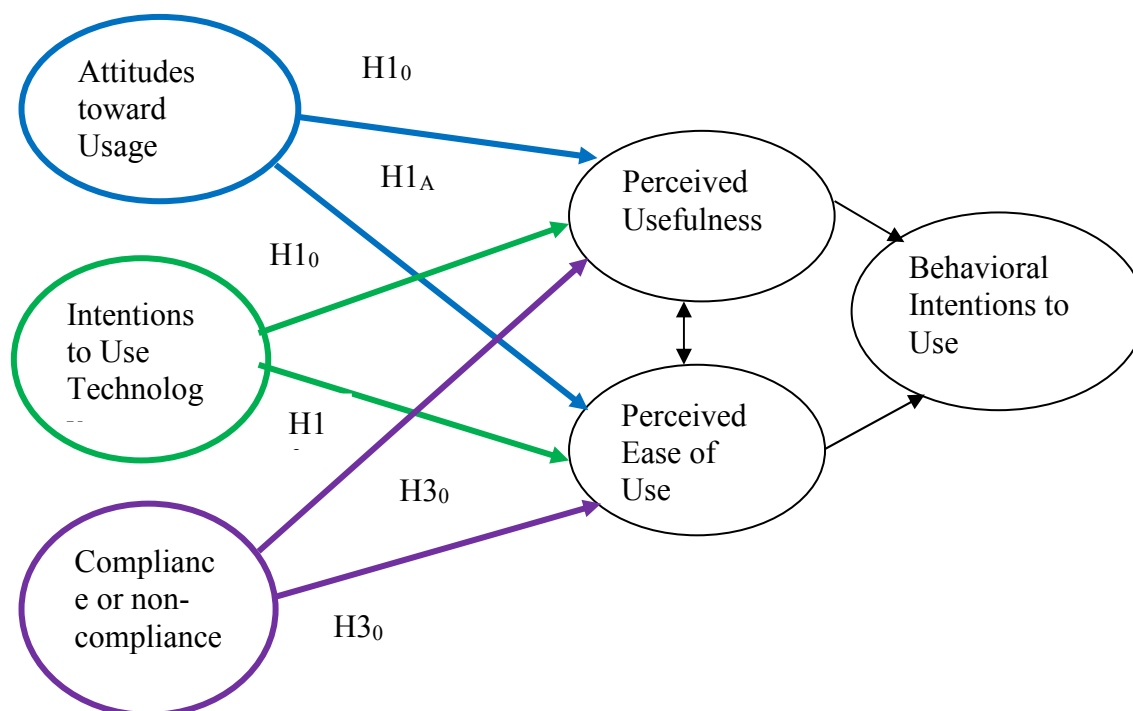 Attitudes
toward
Usage
H1₀
H1A
Perceived
Usefulness
H1₀
Intentions
to Use
Technolog
H1
Behavioral
Intentions to
Use
Perceived
Ease of
Use
H3₀
Complianc
e or non-
compliance
H3₀